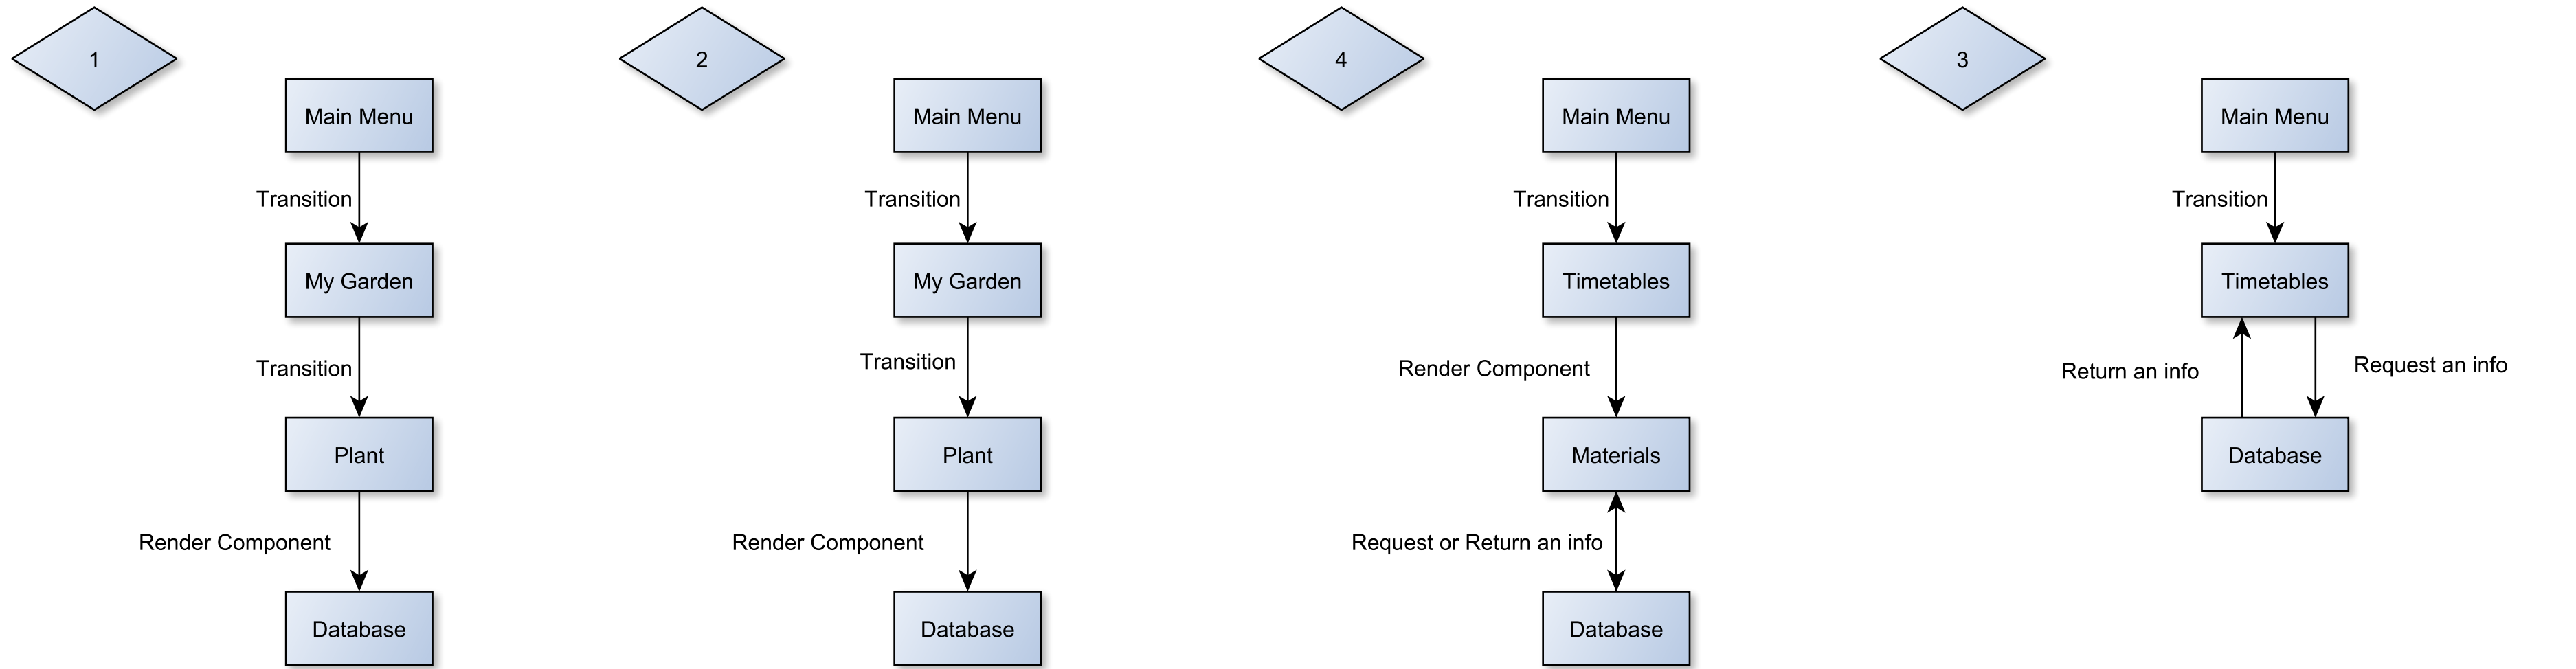 1
Main Menu
Transition
My Garden
Transition
Plant
Render Component
Database
2
Main Menu
Transition
My Garden
Transition
Plant
Render Component
Database
4
Main Menu
Transition
Timetables
Render Component
Materials
Request or Return an info
Database
3
Main Menu
Transition
Timetables
Return an info
Request an info
Database